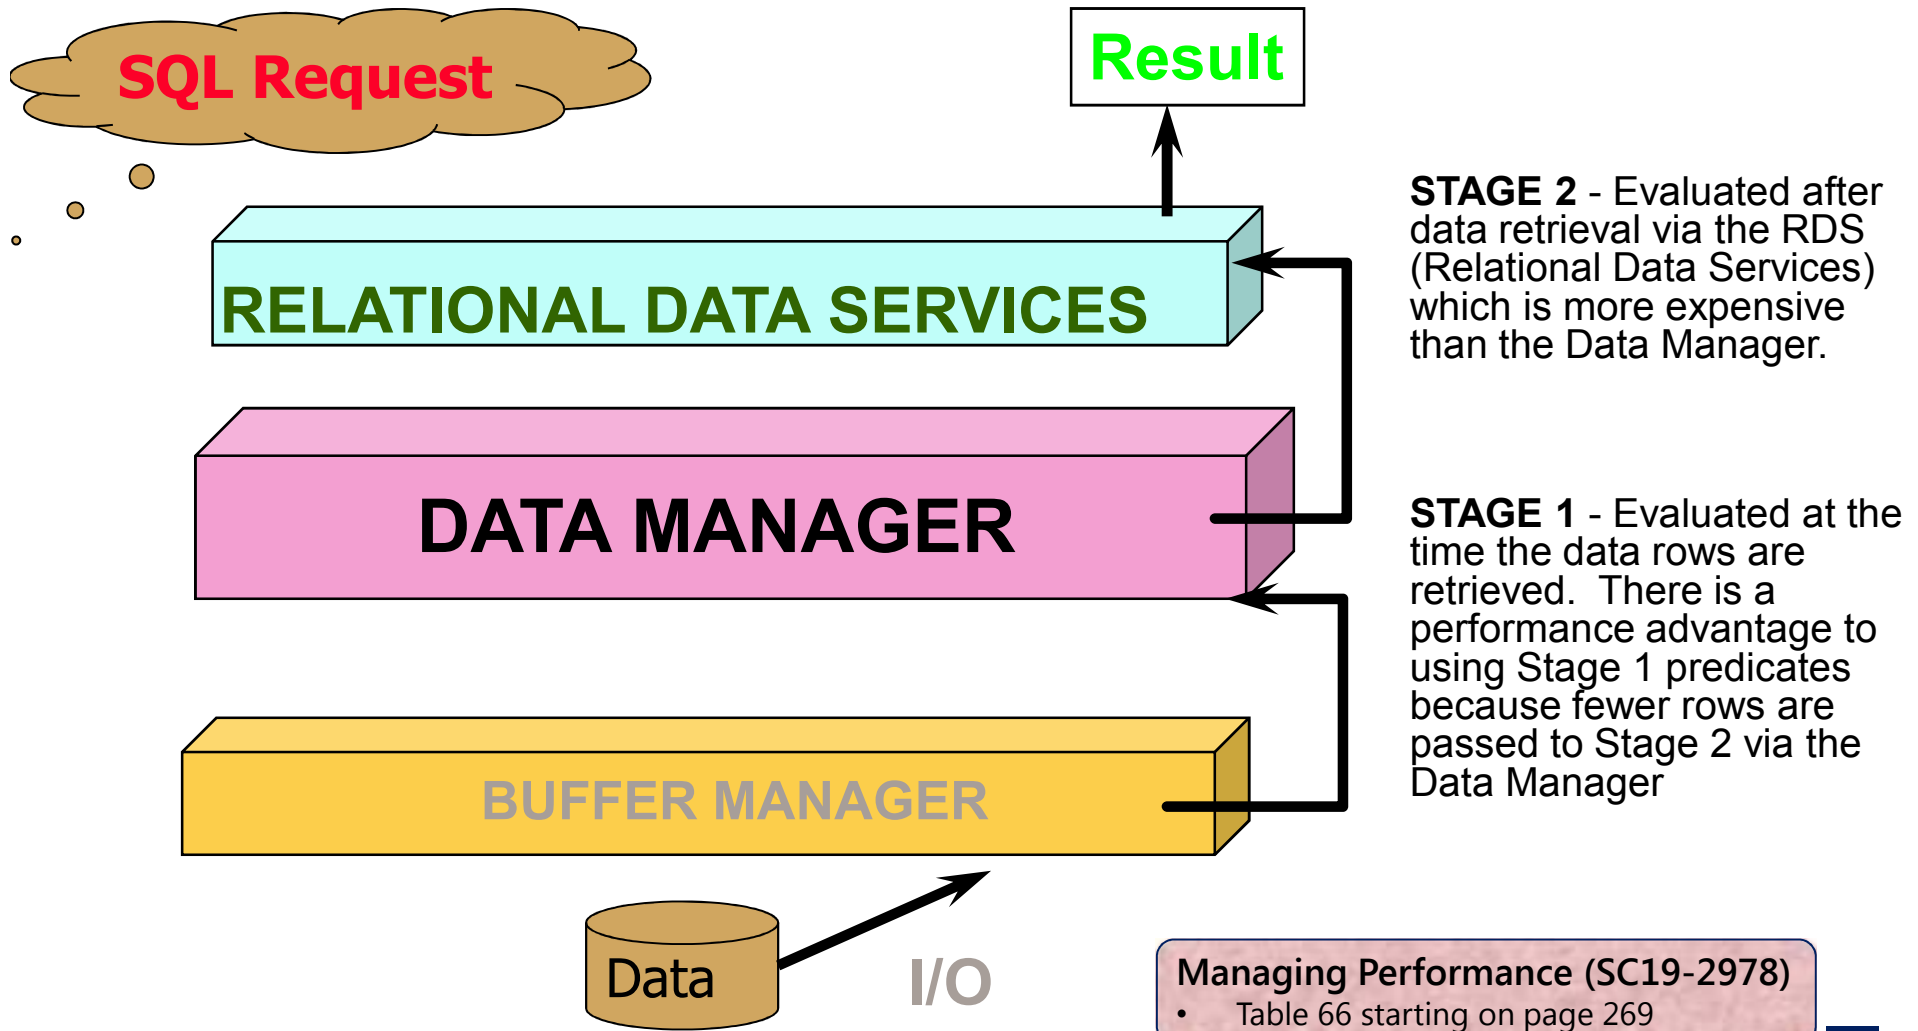 SQL Request
Result
RELATIONAL DATA SERVICES
STAGE 2 - Evaluated after
data retrieval via the RDS
(Relational Data Services)
which is more expensive
than the Data Manager.
DATA MANAGER
STAGE 1 - Evaluated at the
time the data rows are
retrieved. There is a
performance advantage to
using Stage 1 predicates
because fewer rows are
passed to Stage 2 via the
Data Manager
BUFFER MANAGER
Data
I/O
Managing Performance (SC19-2978)
• Table 66 starting on page 269